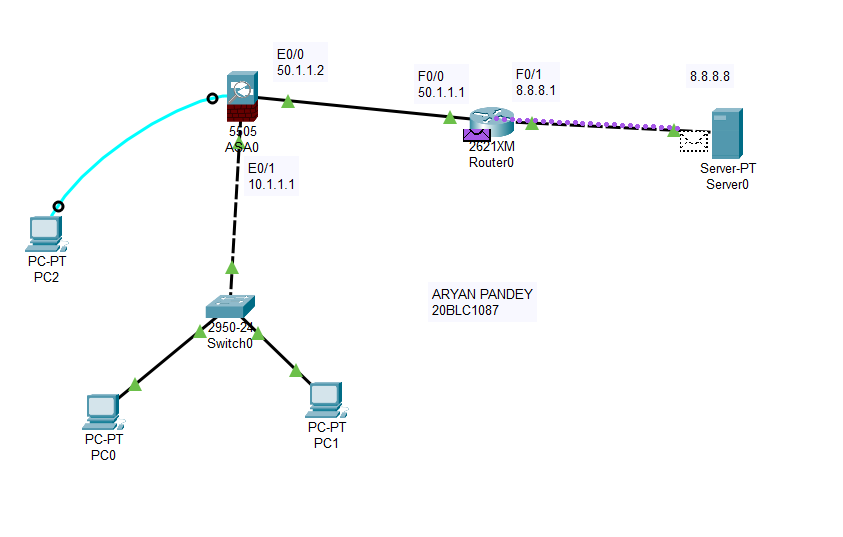 E0/0
50.1.1.2
F0/0
50.1.1.1
F0/1
8.8.8.1
8.8.8.8
5505
ASA0
2621XM
Router0
Server-PT
Server0
E0/1
10.1.1.1
PC-PT
PC2
ARYAN PANDEY
20BLC1087
2950-24
Switch0
PC-PT
PC0
PC-PT
PC1